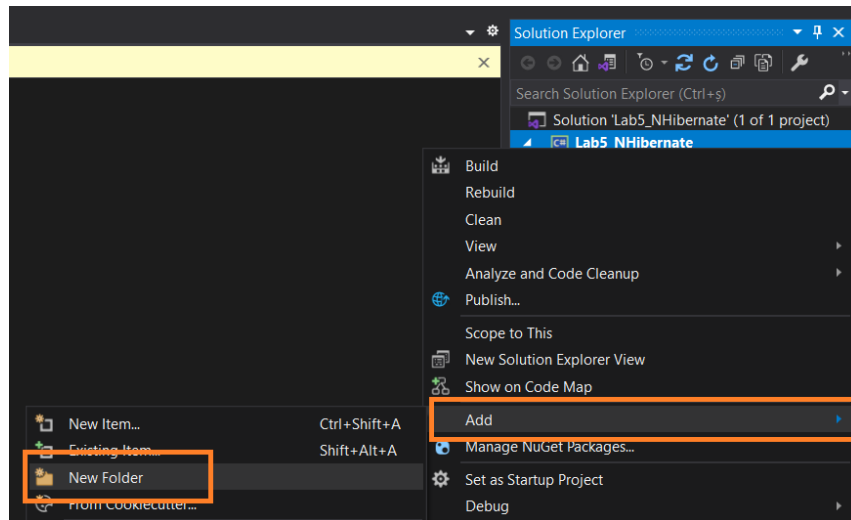 Solution Explorer
Search Solution Explorer (Ctrl+ș)
Solution 'Lab5_NHibernate' (1 of 1 project)
C# Lab5_NHibernate
Build
Rebuild
Clean
View
Analyze and Code Cleanup
Publish...
Scope to This
New Solution Explorer View
Show on Code Map
Add
Manage NuGet Packages...
Set as Startup Project
Debug
New Item... Ctrl+Shift+A
Existing Item... Shift+Alt+A
New Folder
From Cookiecutter...